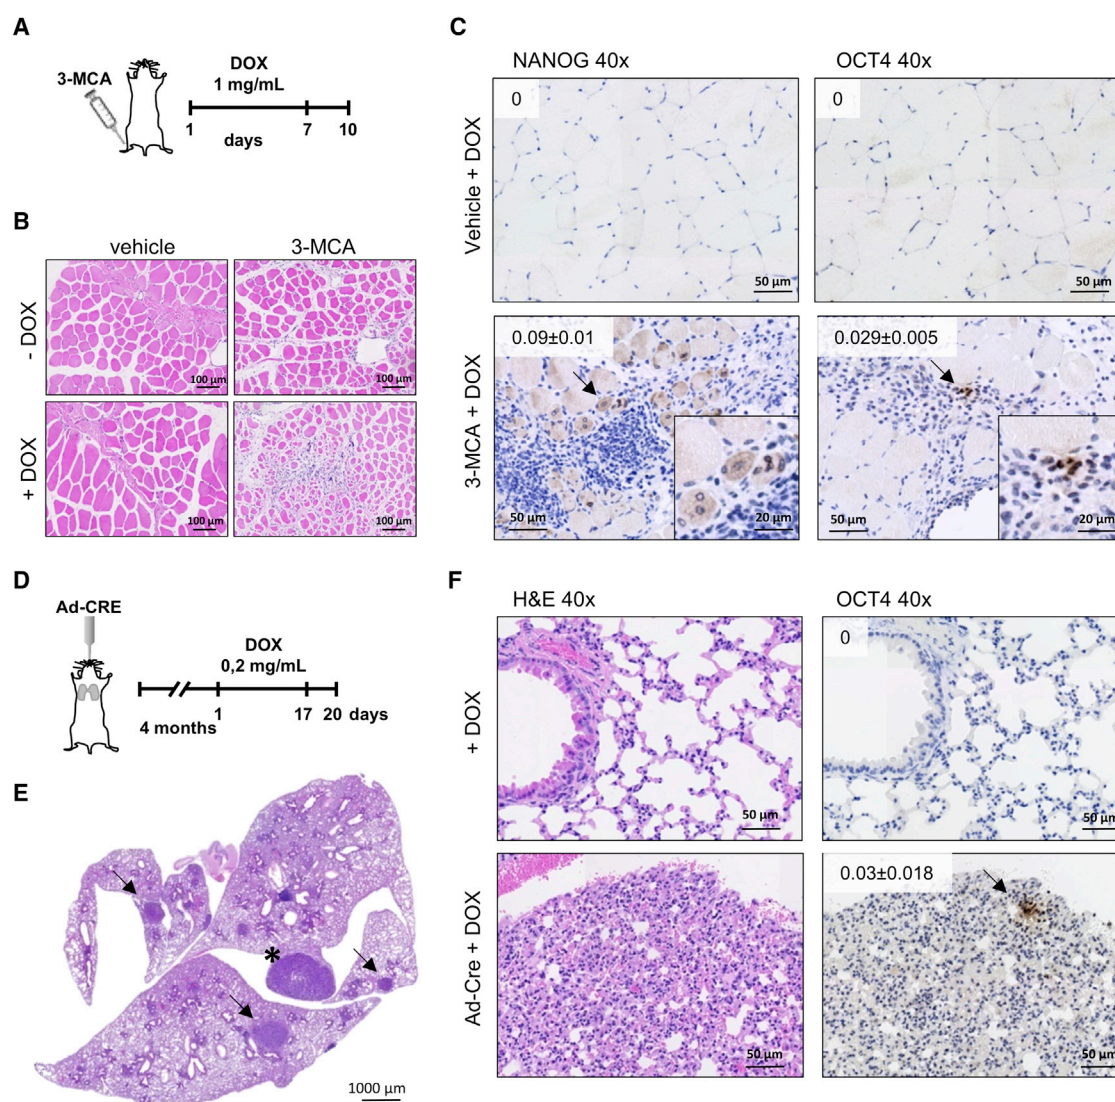 A
3-MCA
DOX
1 mg/mL
1
days
7
10
B
vehicle
3-MCA
- DOX
100 µm
100 µm
+ DOX
100 µm
100 µm
C
NANOG 40x
OCT4 40x
Vehicle + DOX
0
0
50 µm
50 µm
3-MCA + DOX
0.09±0.01
0.029±0.005
50 µm
20 µm
50 µm
20 µm
D
Ad-CRE
DOX
0,2 mg/mL
4 months
1
17
20
days
E
*
1000 µm
F
H&E 40x
OCT4 40x
+ DOX
0
50 µm
50 µm
Ad-Cre + DOX
0.03±0.018
50 µm
50 µm